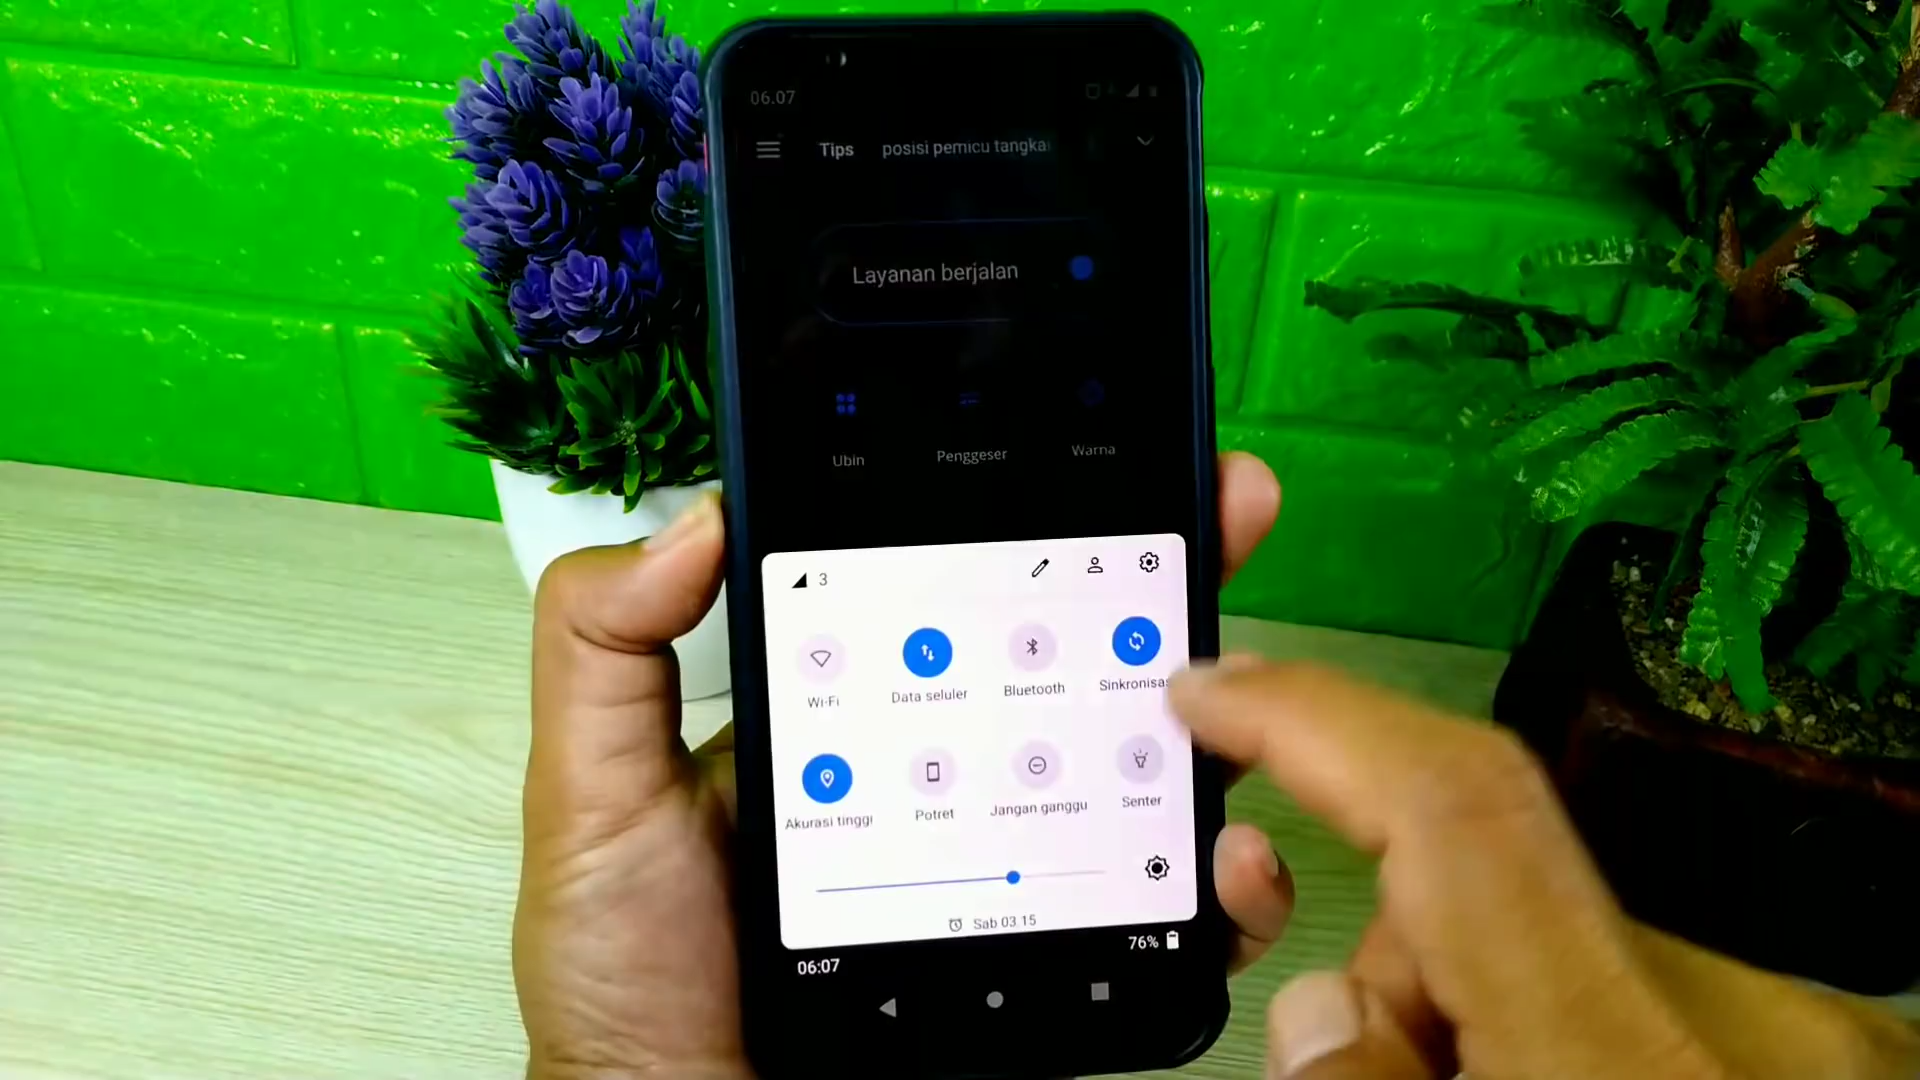 06.07
Tips posisi pemicu tangka
Layanan berjalan
Ubin Penggeser Warna
3
Wi-Fi Data seluler Bluetooth Sinkronisas
Akurasi tinggi Potret Jangan ganggu Senter
Sab 03.15
76%
06:07